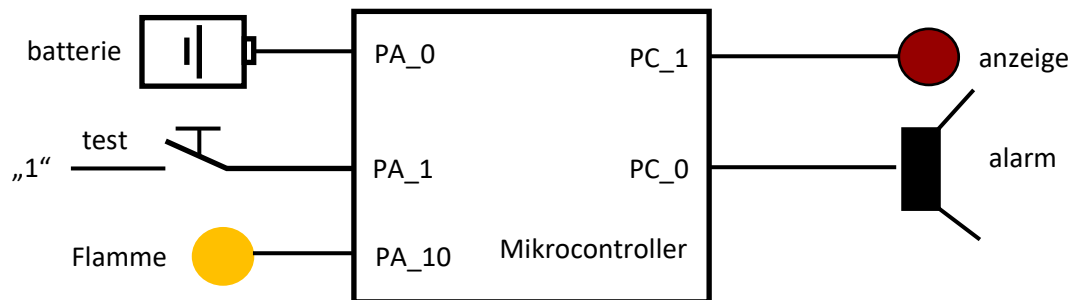 batterie PA_0 PC_1 anzeige
test
„1“ PA_1 PC_0 alarm
Flamme PA_10 Mikrocontroller